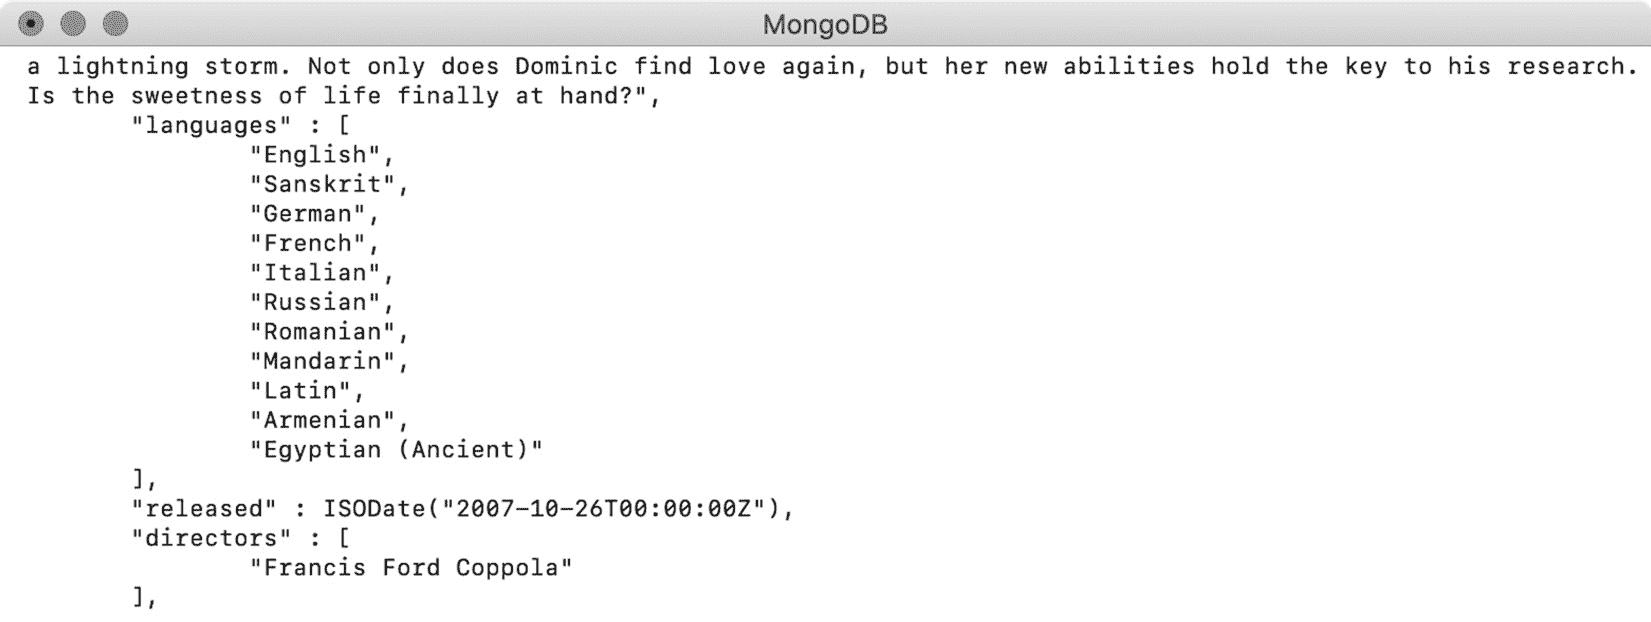 MongoDB
a lightning storm. Not only does Dominic find love again, but her new abilities hold the key to his research.
Is the sweetness of life finally at hand?",
"languages" : [
"English",
"Sanskrit",
"German",
"French",
"Italian",
"Russian",
"Romanian",
"Mandarin",
"Latin",
"Armenian",
"Egyptian (Ancient)"
],
"released" : ISODate("2007-10-26T00:00:00Z"),
"directors" : [
"Francis Ford Coppola"
],